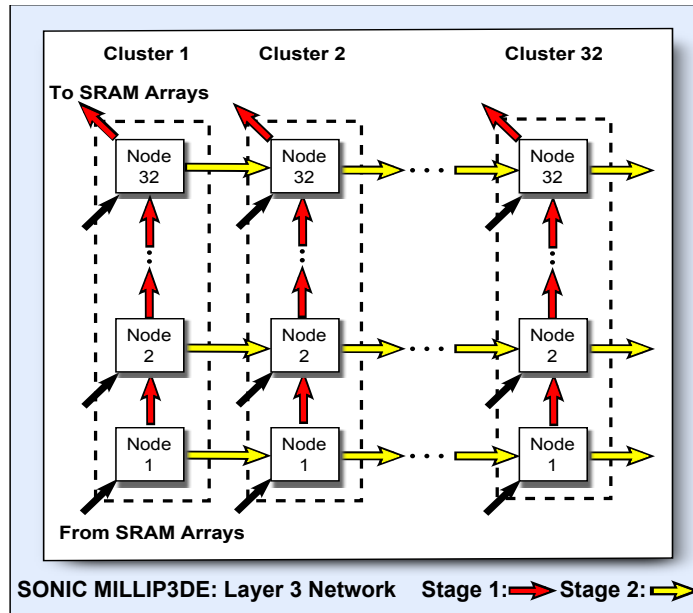 Cluster 1 Cluster 2 Cluster 32
To SRAM Arrays
Node
32
Node
32
Node
32
Node
2
Node
2
Node
2
Node
1
Node
1
Node
1
From SRAM Arrays
SONIC MILLIP3DE: Layer 3 Network Stage 1: Stage 2: